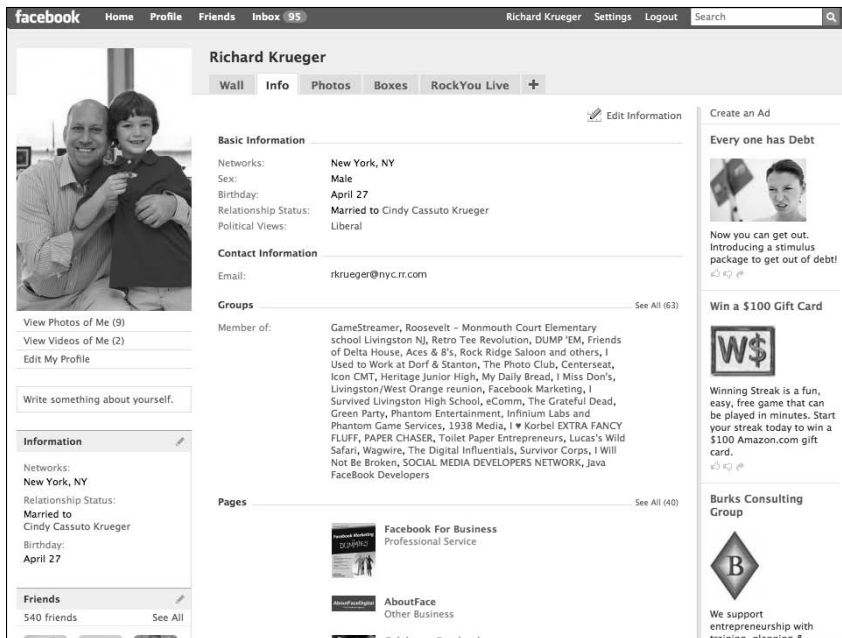 facebook Home Profile Friends Inbox 95 Richard Krueger Settings Logout Search
Richard Krueger
Wall Info Photos Boxes RockYou Live +
Edit Information
Basic Information
Networks: New York, NY
Sex: Male
Birthday: April 27
Relationship Status: Married to Cindy Cassuto Krueger
Political Views: Liberal
Contact Information
Email: rkrueger@nyc.rr.com
Groups See All (63)
Member of: GameStreamer, Roosevelt – Monmouth Court Elementary
school Livingston NJ, Retro Tee Revolution, DUMP 'EM, Friends
of Delta House, Aces & 8's, Rock Ridge Saloon and others, I
Used to Work at Dorf & Stanton, The Photo Club, Centerseat,
Icon CMT, Heritage Junior High, My Daily Bread, I Miss Don's,
Livingston/West Orange reunion, Facebook Marketing, I
Survived Livingston High School, eComm, The Grateful Dead,
Green Party, Phantom Entertainment, Infinium Labs and
Phantom Game Services, 1938 Media, I ♥ Korbel EXTRA FANCY
FLUFF, PAPER CHASER, Toilet Paper Entrepreneurs, Lucas's Wild
Safari, Wagwire, The Digital Influentials, Survivor Corps, I Will
Not Be Broken, SOCIAL MEDIA DEVELOPERS NETWORK, Java
FaceBook Developers
Pages See All (40)
Facebook Marketing
DUMMIES
Facebook For Business
Professional Service
AboutFaceDigital
AboutFace
Other Business
View Photos of Me (9)
View Videos of Me (2)
Edit My Profile
Write something about yourself.
Information
Networks:
New York, NY
Relationship Status:
Married to
Cindy Cassuto Krueger
Birthday:
April 27
Friends
540 friends See All
Create an Ad
Every one has Debt
Now you can get out.
Introducing a stimulus
package to get out of debt!
Win a $100 Gift Card
W$
Winning Streak is a fun,
easy, free game that can
be played in minutes. Start
your streak today to win a
$100 Amazon.com gift
card.
Burks Consulting
Group
B
We support
entrepreneurship with
training, planning &